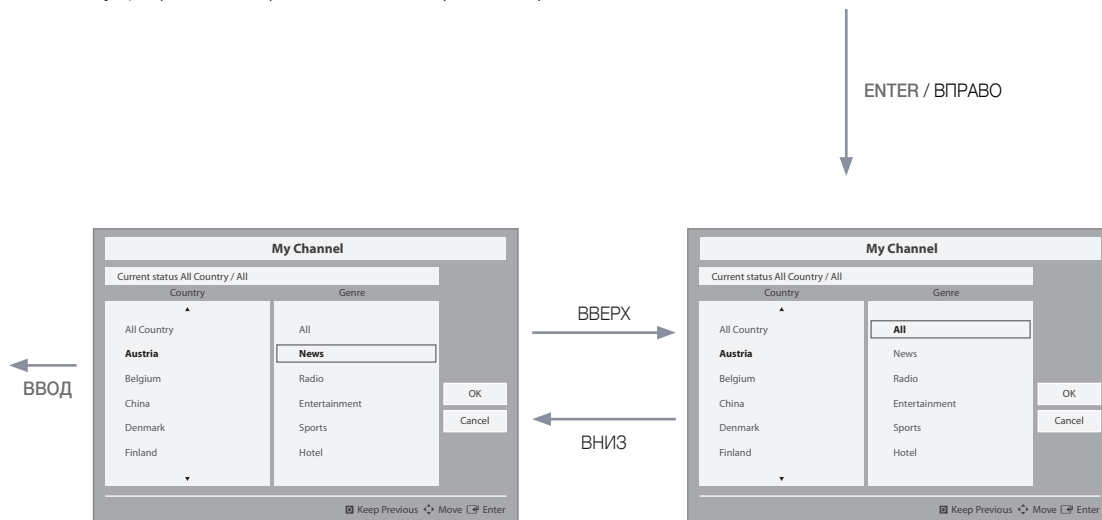 ENTER / ВПРАВО
My Channel
Current status All Country / All
Country Genre
All Country All
Austria News
Belgium Radio
China Entertainment
Denmark Sports
Finland Hotel
OK
Cancel
Keep Previous Move Enter
ВВОД
ВВЕРХ
ВНИЗ
My Channel
Current status All Country / All
Country Genre
All Country All
Austria News
Belgium Radio
China Entertainment
Denmark Sports
Finland Hotel
OK
Cancel
Keep Previous Move Enter